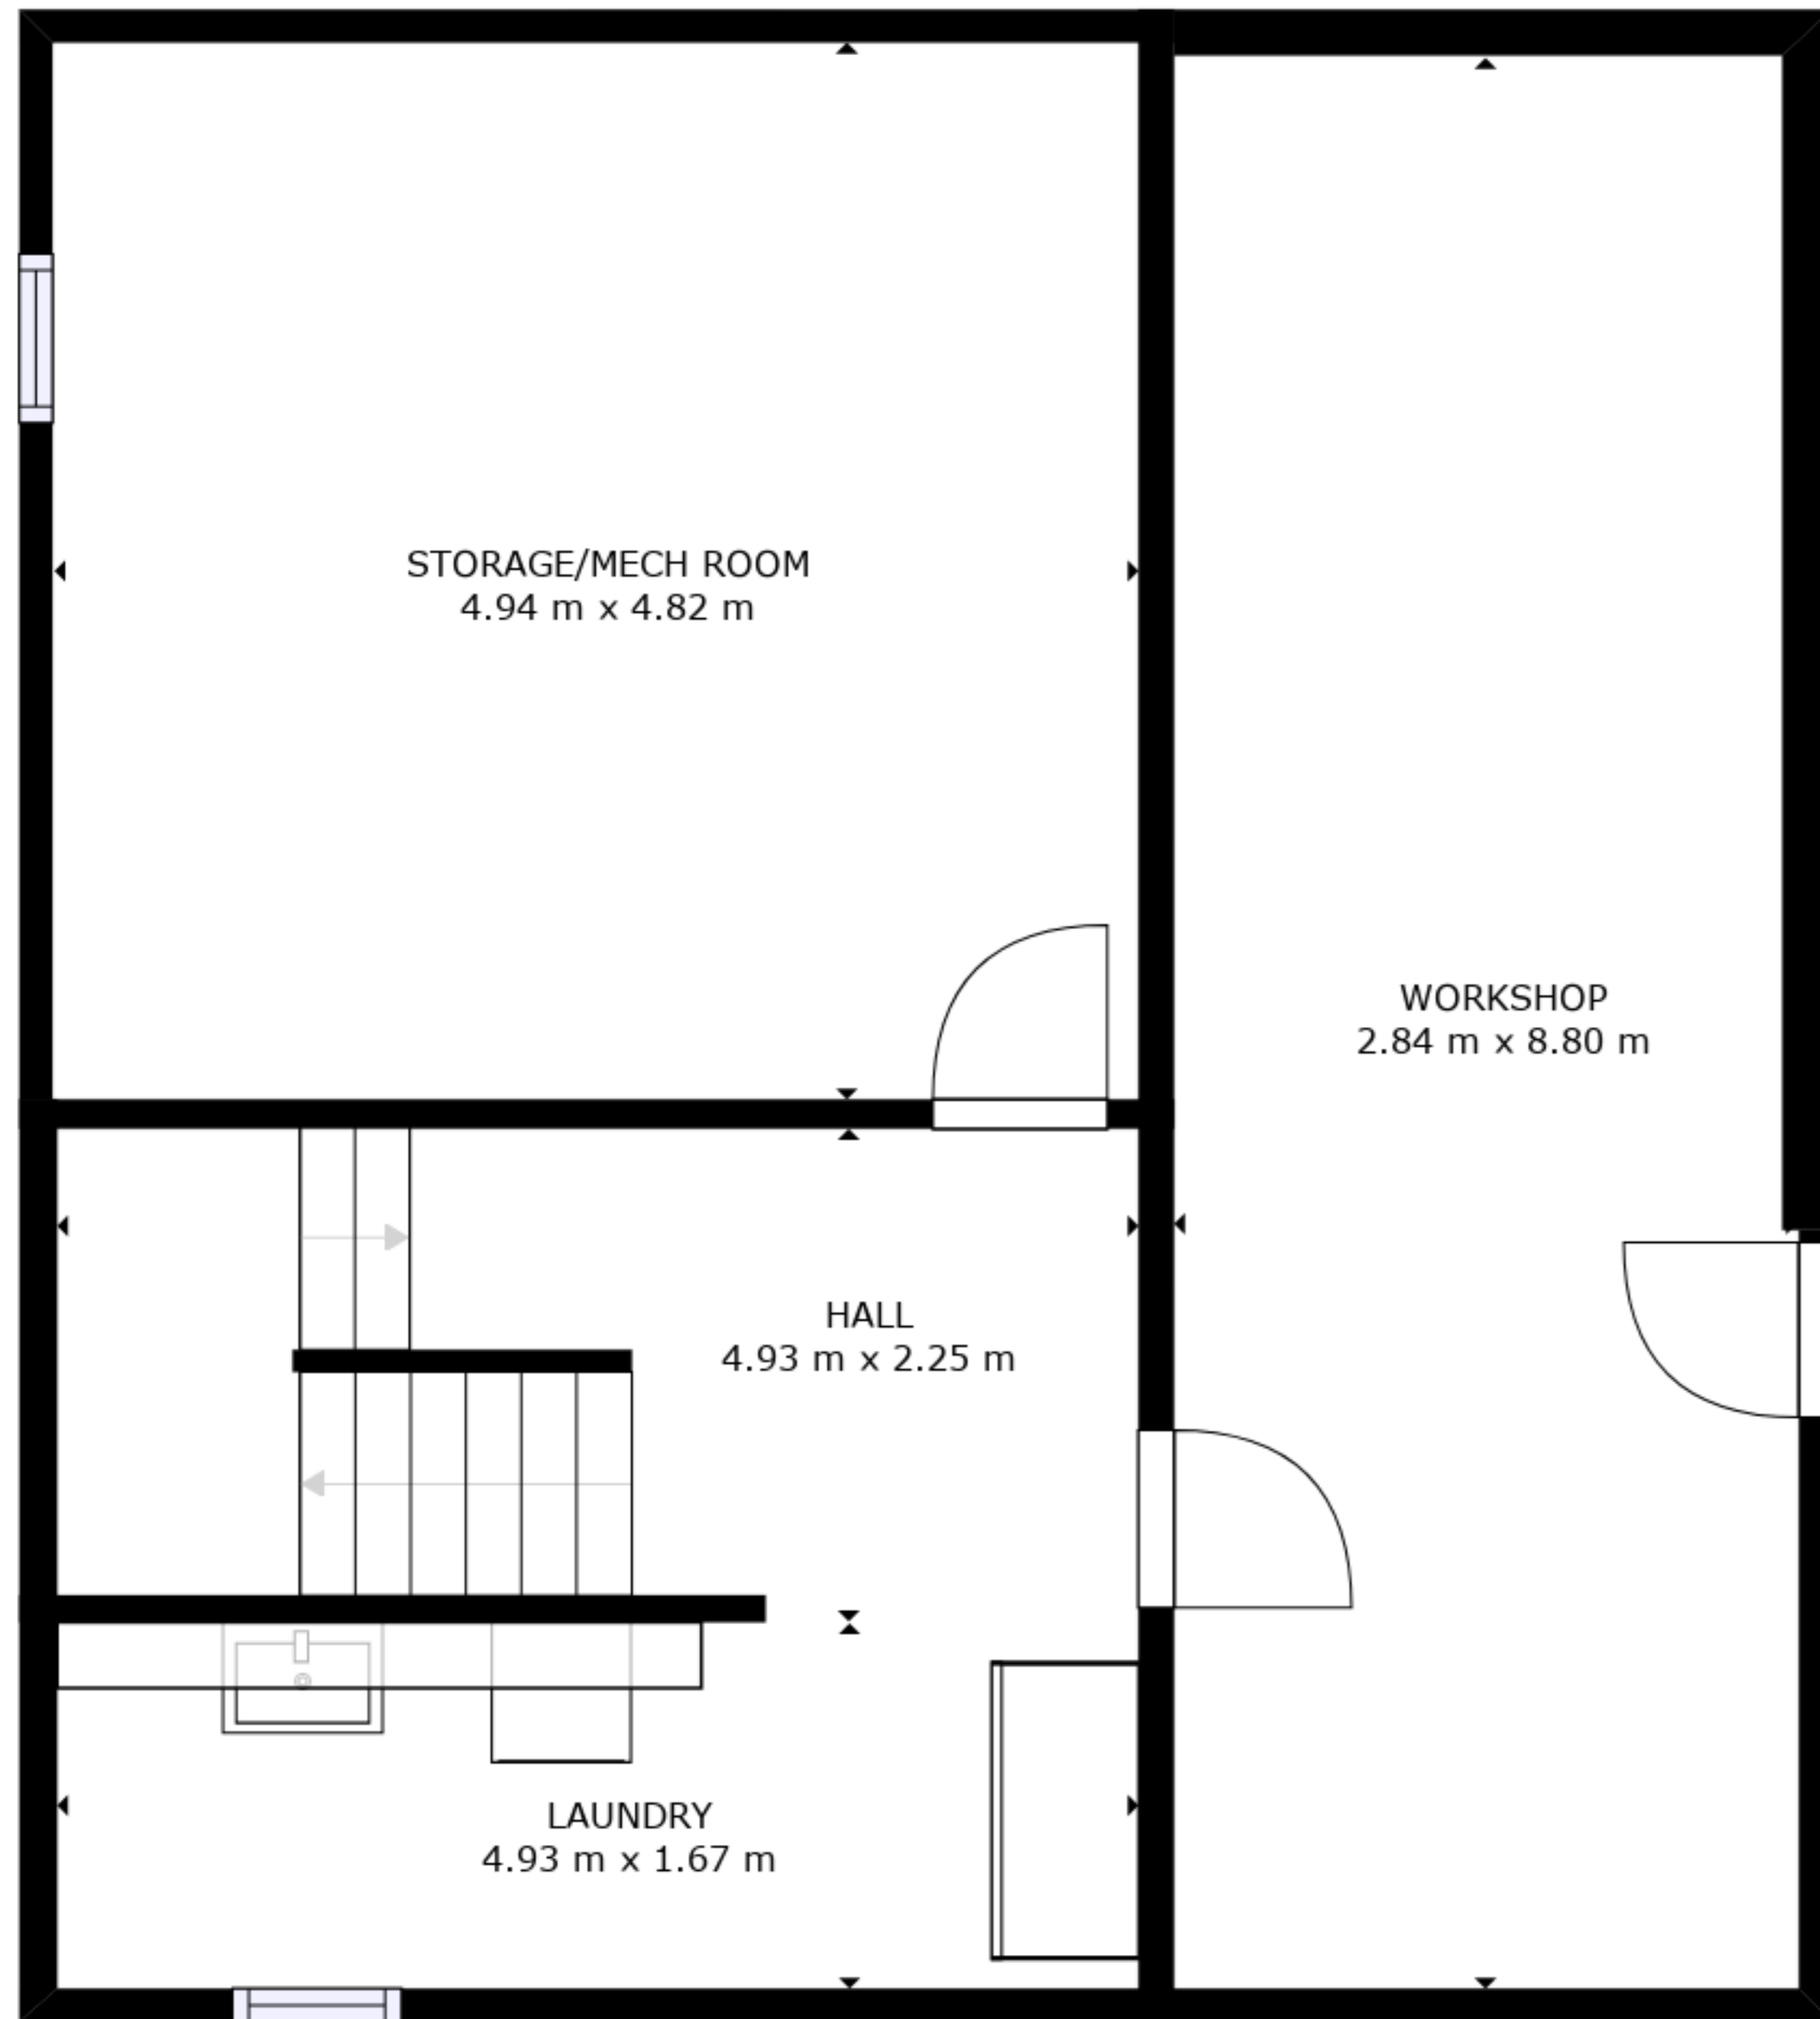 STORAGE/MECH ROOM
4.94 m x 4.82 m
WORKSHOP
2.84 m x 8.80 m
HALL
4.93 m x 2.25 m
LAUNDRY
4.93 m x 1.67 m